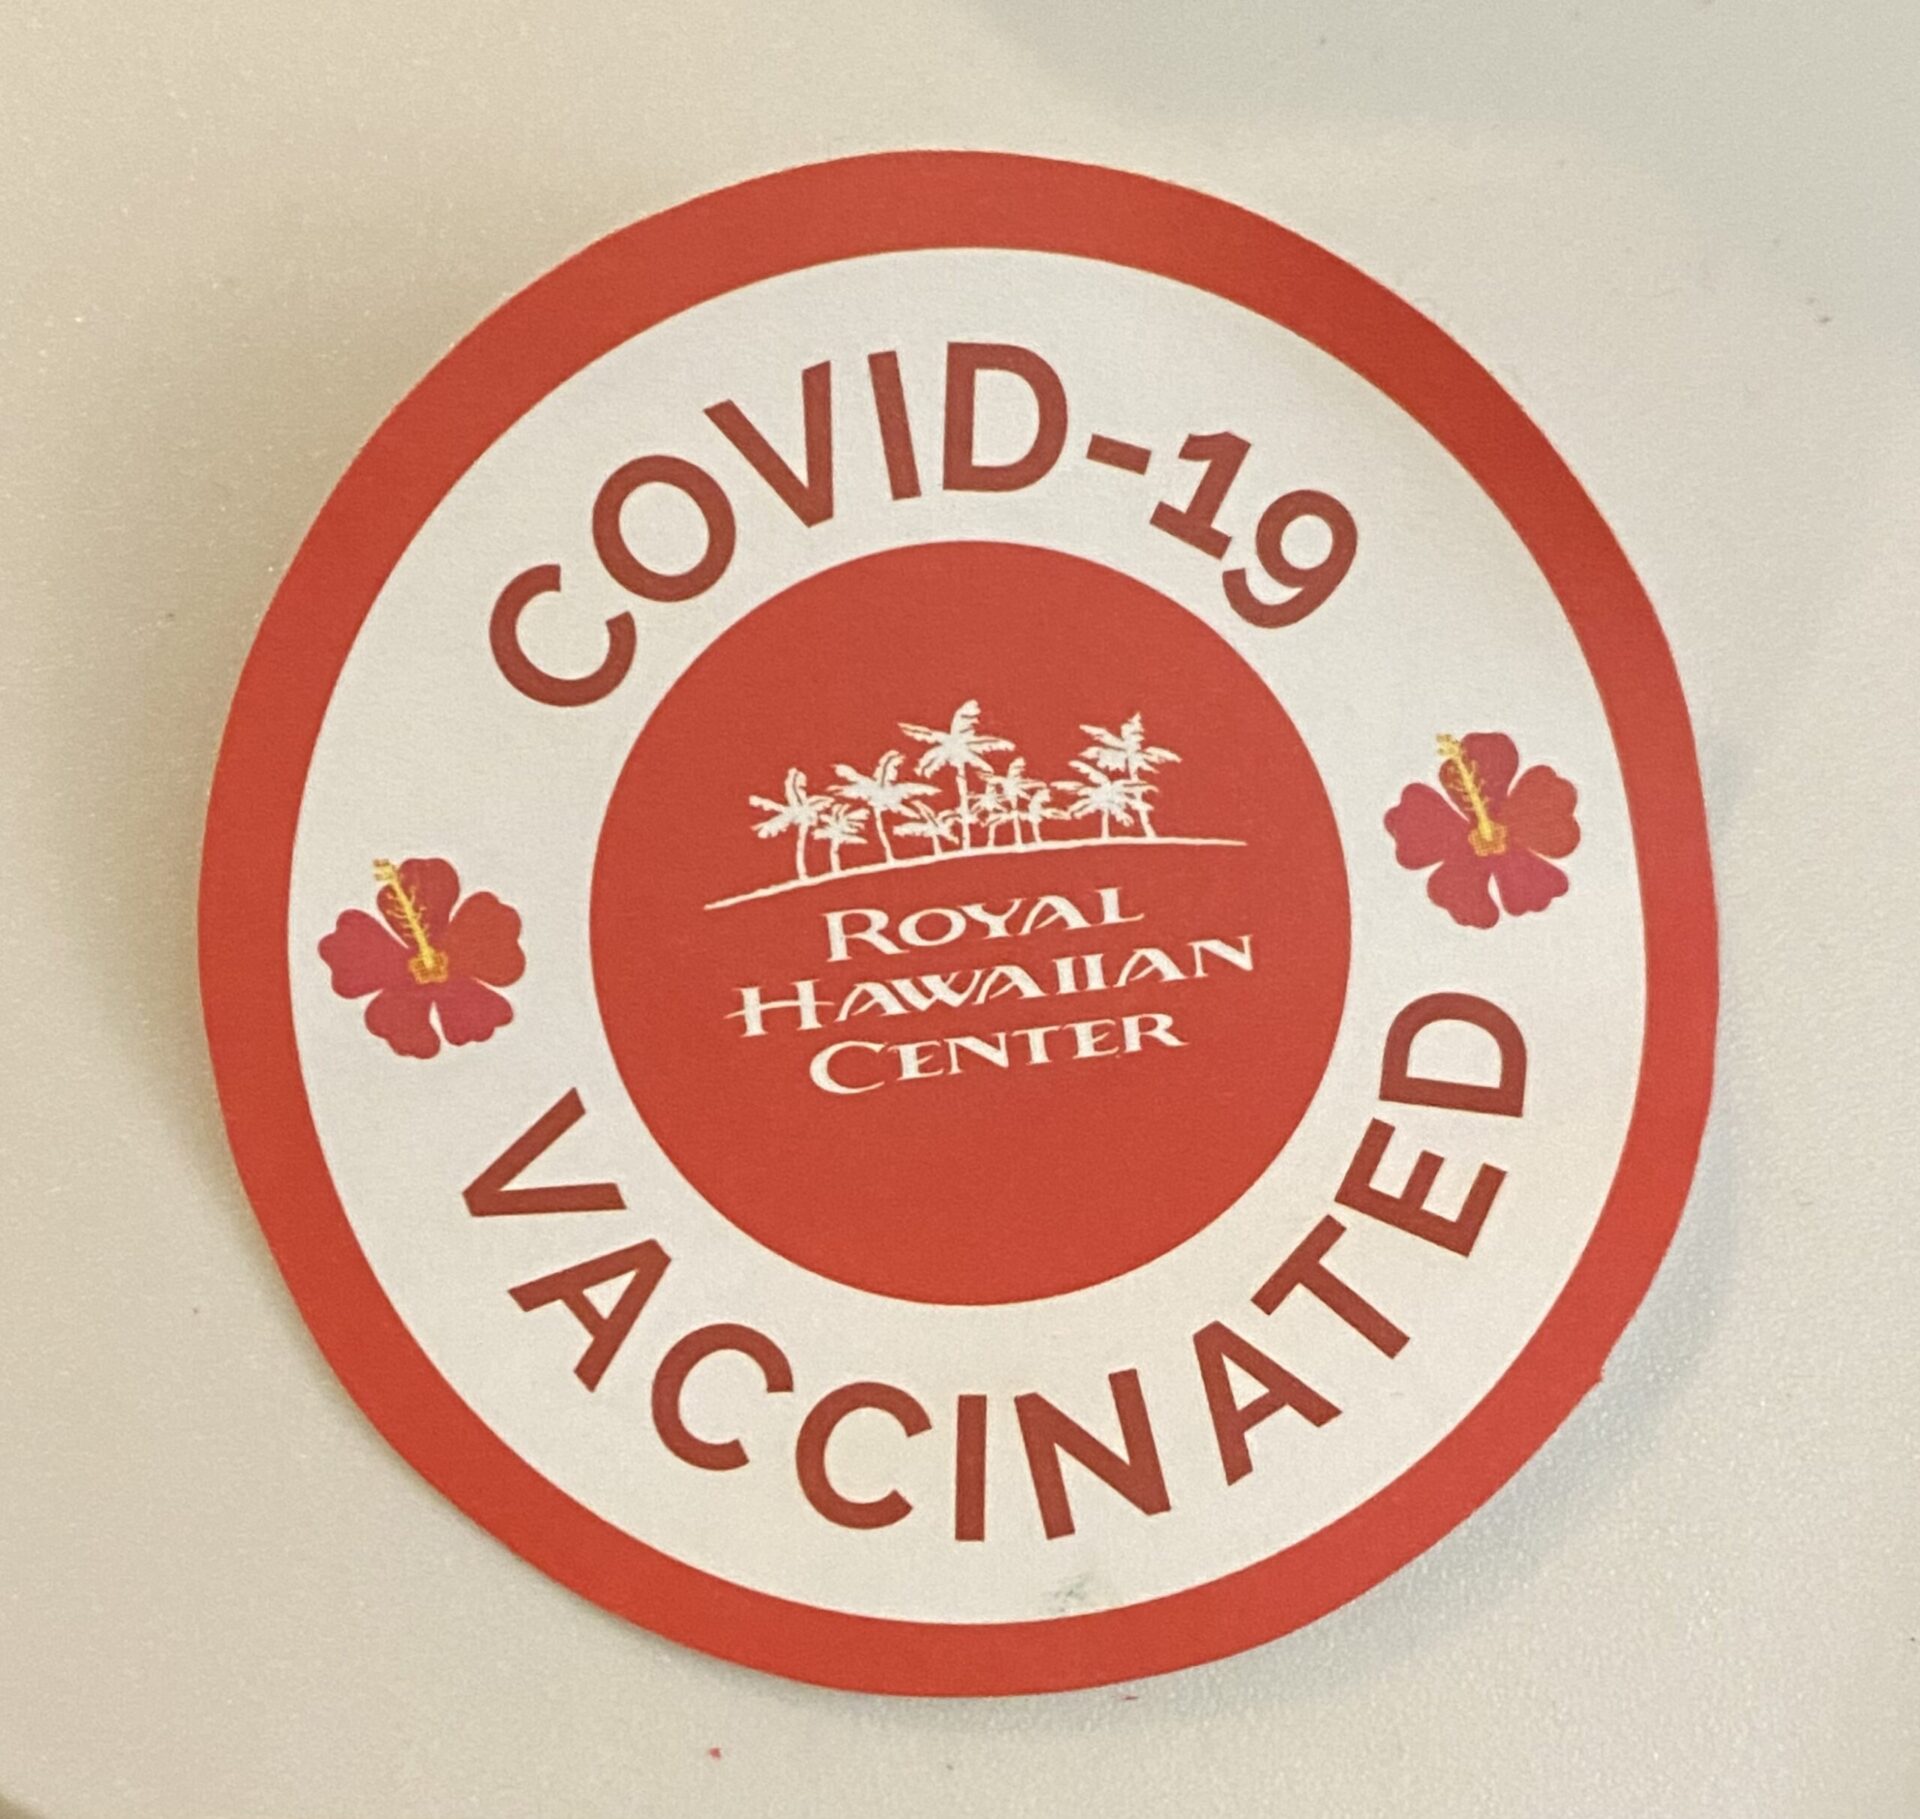 COVID-19
ROYAL
HAWAIIAN
CENTER
VACCINATED